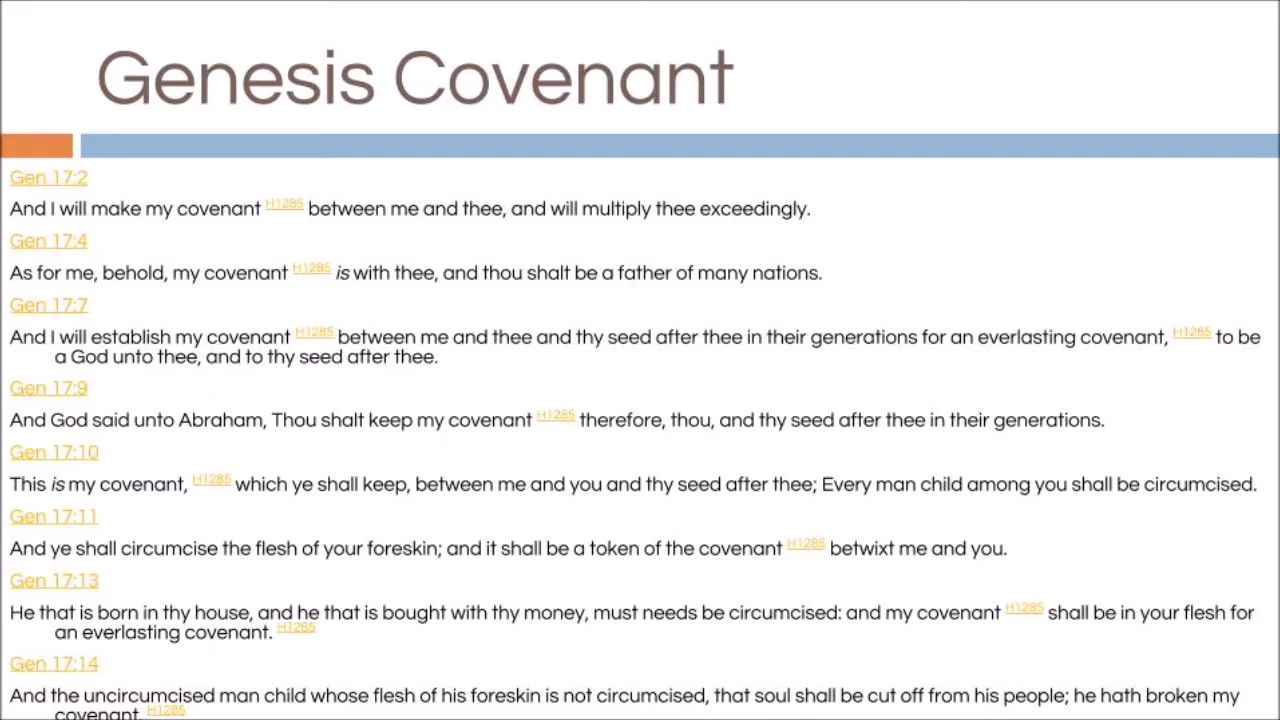 Genesis Covenant
Gen 17:2
And I will make my covenant H1285 between me and thee, and will multiply thee exceedingly.
Gen 17:4
As for me, behold, my covenant H1285 is with thee, and thou shalt be a father of many nations.
Gen 17:7
And I will establish my covenant H1285 between me and thee and thy seed after thee in their generations for an everlasting covenant, H1285 to be
a God unto thee, and to thy seed after thee.
Gen 17:9
And God said unto Abraham, Thou shalt keep my covenant H1285 therefore, thou, and thy seed after thee in their generations.
Gen 17:10
This is my covenant, H1285 which ye shall keep, between me and you and thy seed after thee; Every man child among you shall be circumcised.
Gen 17:11
And ye shall circumcise the flesh of your foreskin; and it shall be a token of the covenant H1285 betwixt me and you.
Gen 17:13
He that is born in thy house, and he that is bought with thy money, must needs be circumcised: and my covenant H1285 shall be in your flesh for
an everlasting covenant. H1285
Gen 17:14
And the uncircumcised man child whose flesh of his foreskin is not circumcised, that soul shall be cut off from his people; he hath broken my
covenant. H1285